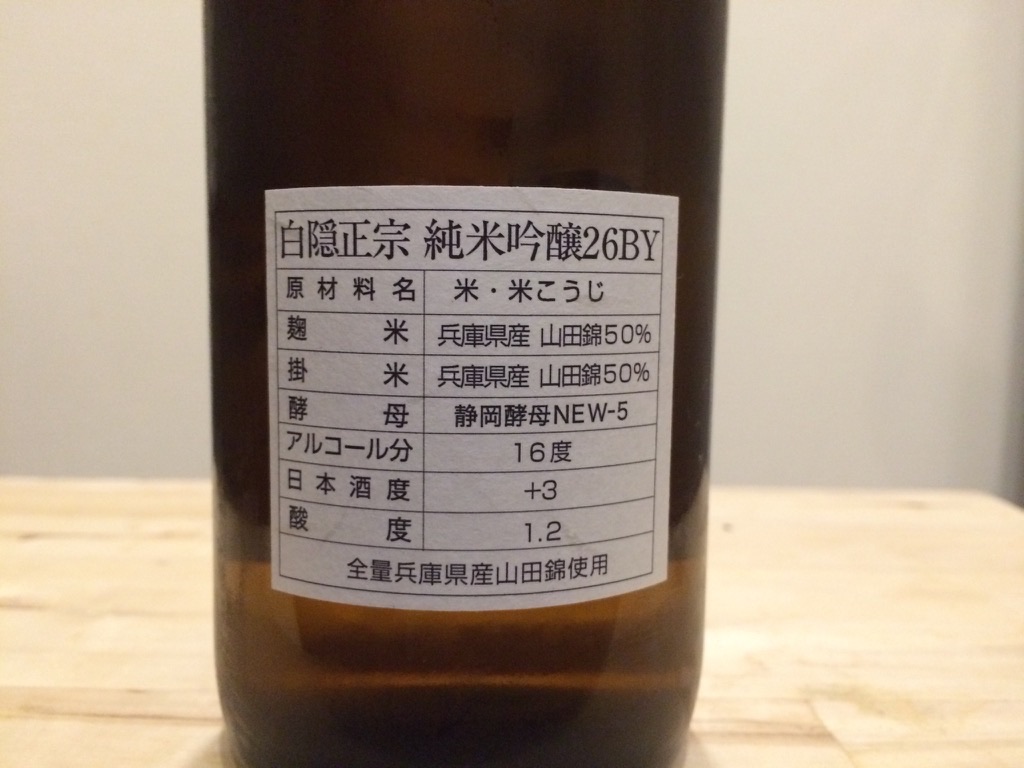 白隠正宗 純米吟醸26BY
原材料名 米・米こうじ
麹米 兵庫県産 山田錦50%
掛米 兵庫県産 山田錦50%
酵母 静岡酵母NEW-5
アルコール分 16度
日本酒度 +3
酸度 1.2
全量兵庫県産山田錦使用